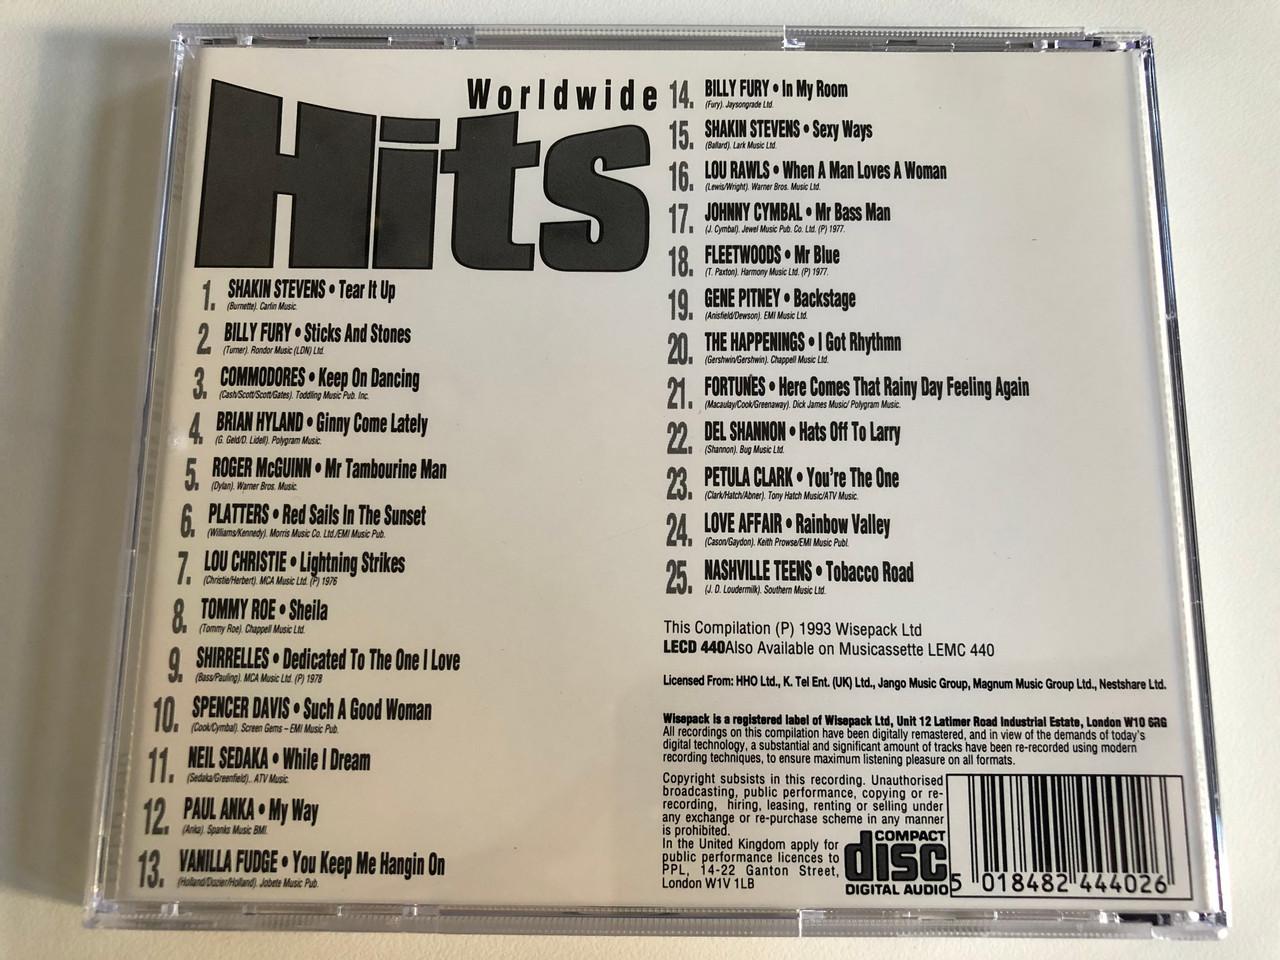 Worldwide
Hits
1. SHAKIN STEVENS • Tear It Up
(Burnette). Carlin Music.
2. BILLY FURY • Sticks And Stones
(Turner). Rondor Music (LDN) Ltd.
3. COMMODORES • Keep On Dancing
(Cash/Scott/Scott/Gates). Toddling Music Pub. Inc.
4. BRIAN HYLAND • Ginny Come Lately
(G. Geld/D. Lidell). Polygram Music.
5. ROGER McGUINN • Mr Tambourine Man
(Dylan). Warner Bros. Music.
6. PLATTERS • Red Sails In The Sunset
(Williams/Kennedy). Morris Music Co. Ltd./EMI Music Pub.
7. LOU CHRISTIE • Lightning Strikes
(Christie/Herbert). MCA Music Ltd. (P) 1976
8. TOMMY ROE • Sheila
(Tommy Roe). Chappell Music Ltd.
9. SHIRRELLES • Dedicated To The One I Love
(Bass/Pauling). MCA Music Ltd. (P) 1978
10. SPENCER DAVIS • Such A Good Woman
(Cook/Cymbal). Screen Gems – EMI Music Pub.
11. NEIL SEDAKA • While I Dream
(Sedaka/Greenfield).. ATV Music.
12. PAUL ANKA • My Way
(Anka). Spanks Music BMI.
13. VANILLA FUDGE • You Keep Me Hangin On
(Holland/Dozier/Holland). Jobete Music Pub.
14. BILLY FURY • In My Room
(Fury). Jaysongrade Ltd.
15. SHAKIN STEVENS • Sexy Ways
(Ballard). Lark Music Ltd.
16. LOU RAWLS • When A Man Loves A Woman
(Lewis/Wright). Warner Bros. Music Ltd.
17. JOHNNY CYMBAL • Mr Bass Man
(J. Cymbal). Jewel Music Pub. Co. Ltd. (P) 1977.
18. FLEETWOODS • Mr Blue
(T. Paxton). Harmony Music Ltd. (P) 1977.
19. GENE PITNEY • Backstage
(Anisfield/Dewson). EMI Music Ltd.
20. THE HAPPENINGS • I Got Rhythmn
(Gershwin/Gershwin). Chappell Music Ltd.
21. FORTUNES • Here Comes That Rainy Day Feeling Again
(Macaulay/Cook/Greenaway). Dick James Music/ Polygram Music.
22. DEL SHANNON • Hats Off To Larry
(Shannon). Bug Music Ltd.
23. PETULA CLARK • You're The One
(Clark/Hatch/Abner). Tony Hatch Music/ATV Music.
24. LOVE AFFAIR • Rainbow Valley
(Cason/Gaydon). Keith Prowse/EMI Music Publ.
25. NASHVILLE TEENS • Tobacco Road
(J. D. Loudermilk). Southern Music Ltd.
This Compilation (P) 1993 Wisepack Ltd
LECD 440Also Available on Musicassette LEMC 440
Licensed From: HHO Ltd., K. Tel Ent. (UK) Ltd., Jango Music Group, Magnum Music Group Ltd., Nestshare Ltd.
Wisepack is a registered label of Wisepack Ltd, Unit 12 Latimer Road Industrial Estate, London W10 6RG
All recordings on this compilation have been digitally remastered, and in view of the demands of today's
digital technology, a substantial and significant amount of tracks have been re-recorded using modern
recording techniques, to ensure maximum listening pleasure on all formats.
Copyright subsists in this recording. Unauthorised
broadcasting, public performance, copying or re-
recording, hiring, leasing, renting or selling under
any exchange or re-purchase scheme in any manner
is prohibited.
In the United Kingdom apply for
public performance licences to
PPL, 14-22 Ganton Street,
London W1V 1LB
COMPACT
disc
DIGITAL AUDIO
5 018482 444026